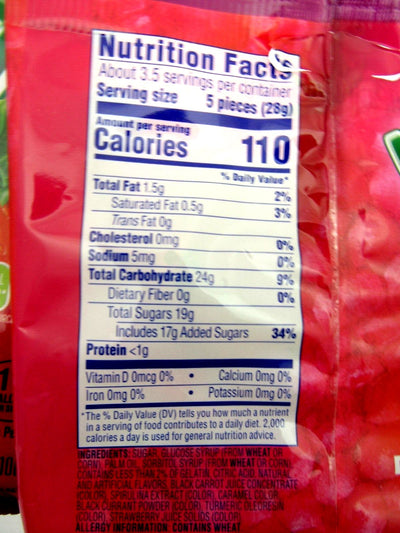 Nutrition Facts
About 3.5 servings per container
Serving size 5 pieces (28g)
Amount per serving
Calories 110
% Daily Value*
Total Fat 1.5g 2%
Saturated Fat 0.5g 3%
Trans Fat 0g
Cholesterol 0mg 0%
Sodium 5mg 0%
Total Carbohydrate 24g 9%
Dietary Fiber 0g 0%
Total Sugars 19g
Includes 17g Added Sugars 34%
Protein <1g
Vitamin D 0mcg 0% • Calcium 0mg 0%
Iron 0mg 0% • Potassium 0mg 0%
*The % Daily Value (DV) tells you how much a nutrient
in a serving of food contributes to a daily diet. 2,000
calories a day is used for general nutrition advice.
INGREDIENTS: SUGAR, GLUCOSE SYRUP (FROM WHEAT OR
CORN), PALM OIL, SORBITOL SYRUP (FROM WHEAT OR CORN),
CONTAINS LESS THAN 2% OF GELATIN, CITRIC ACID, NATURAL
AND ARTIFICIAL FLAVORS, BLACK CARROT JUICE CONCENTRATE
(COLOR), SPIRULINA EXTRACT (COLOR), CARAMEL COLOR,
BLACK CURRANT POWDER (COLOR), TURMERIC OLEORESIN
(COLOR), STRAWBERRY JUICE SOLIDS (COLOR)
ALLERGY INFORMATION: CONTAINS WHEAT